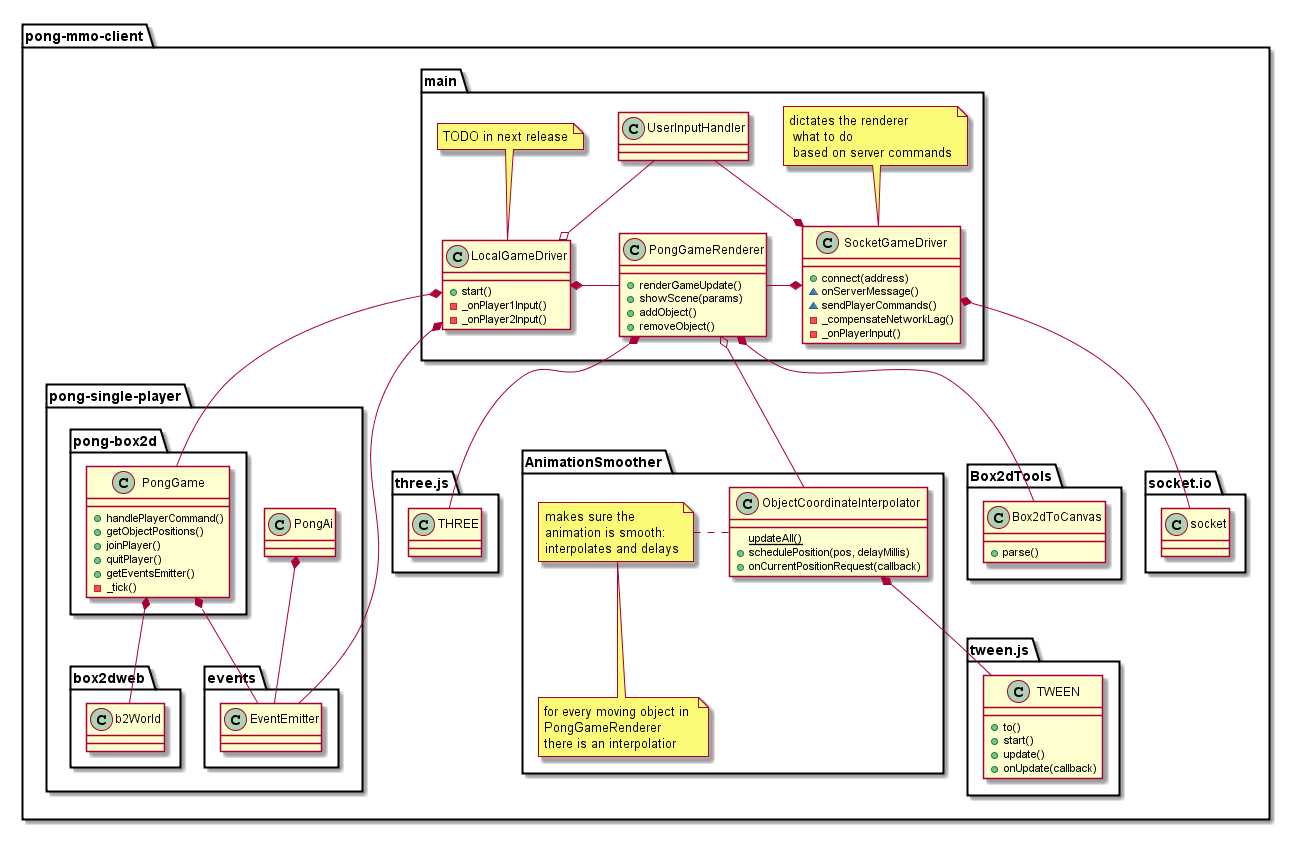 pong-mmo-client
main
TODO in next release
C UserInputHandler
dictates the renderer
what to do
based on server commands
C LocalGameDriver
start()
_onPlayer1Input()
_onPlayer2Input()
C PongGameRenderer
renderGameUpdate()
showScene(params)
addObject()
removeObject()
C SocketGameDriver
connect(address)
onServerMessage()
sendPlayerCommands()
_compensateNetworkLag()
_onPlayerInput()
pong-single-player
pong-box2d
C PongGame
handlePlayerCommand()
getObjectPositions()
joinPlayer()
quitPlayer()
getEventsEmitter()
_tick()
C PongAi
box2dweb
C b2World
events
C EventEmitter
three.js
C THREE
AnimationSmoother
makes sure the
animation is smooth:
interpolates and delays
C ObjectCoordinateInterpolator
updateAll()
schedulePosition(pos, delayMillis)
onCurrentPositionRequest(callback)
for every moving object in
PongGameRenderer
there is an interpolatior
Box2dTools
C Box2dToCanvas
parse()
socket.io
C socket
tween.js
C TWEEN
to()
start()
update()
onUpdate(callback)